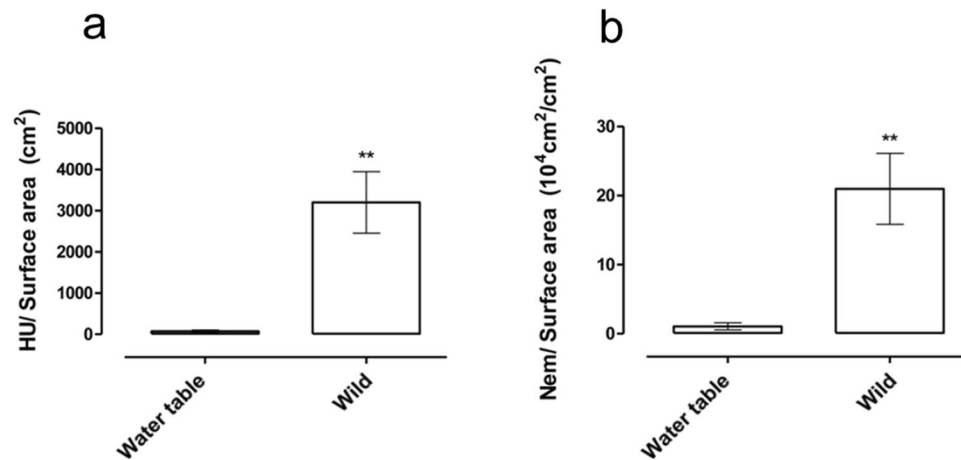 a
HU/ Surface area (cm²)
5000
4000
3000
2000
1000
0
**
Water table
Wild
b
Nem/ Surface area (10⁴cm²/cm²)
30
20
10
0
**
Water table
Wild